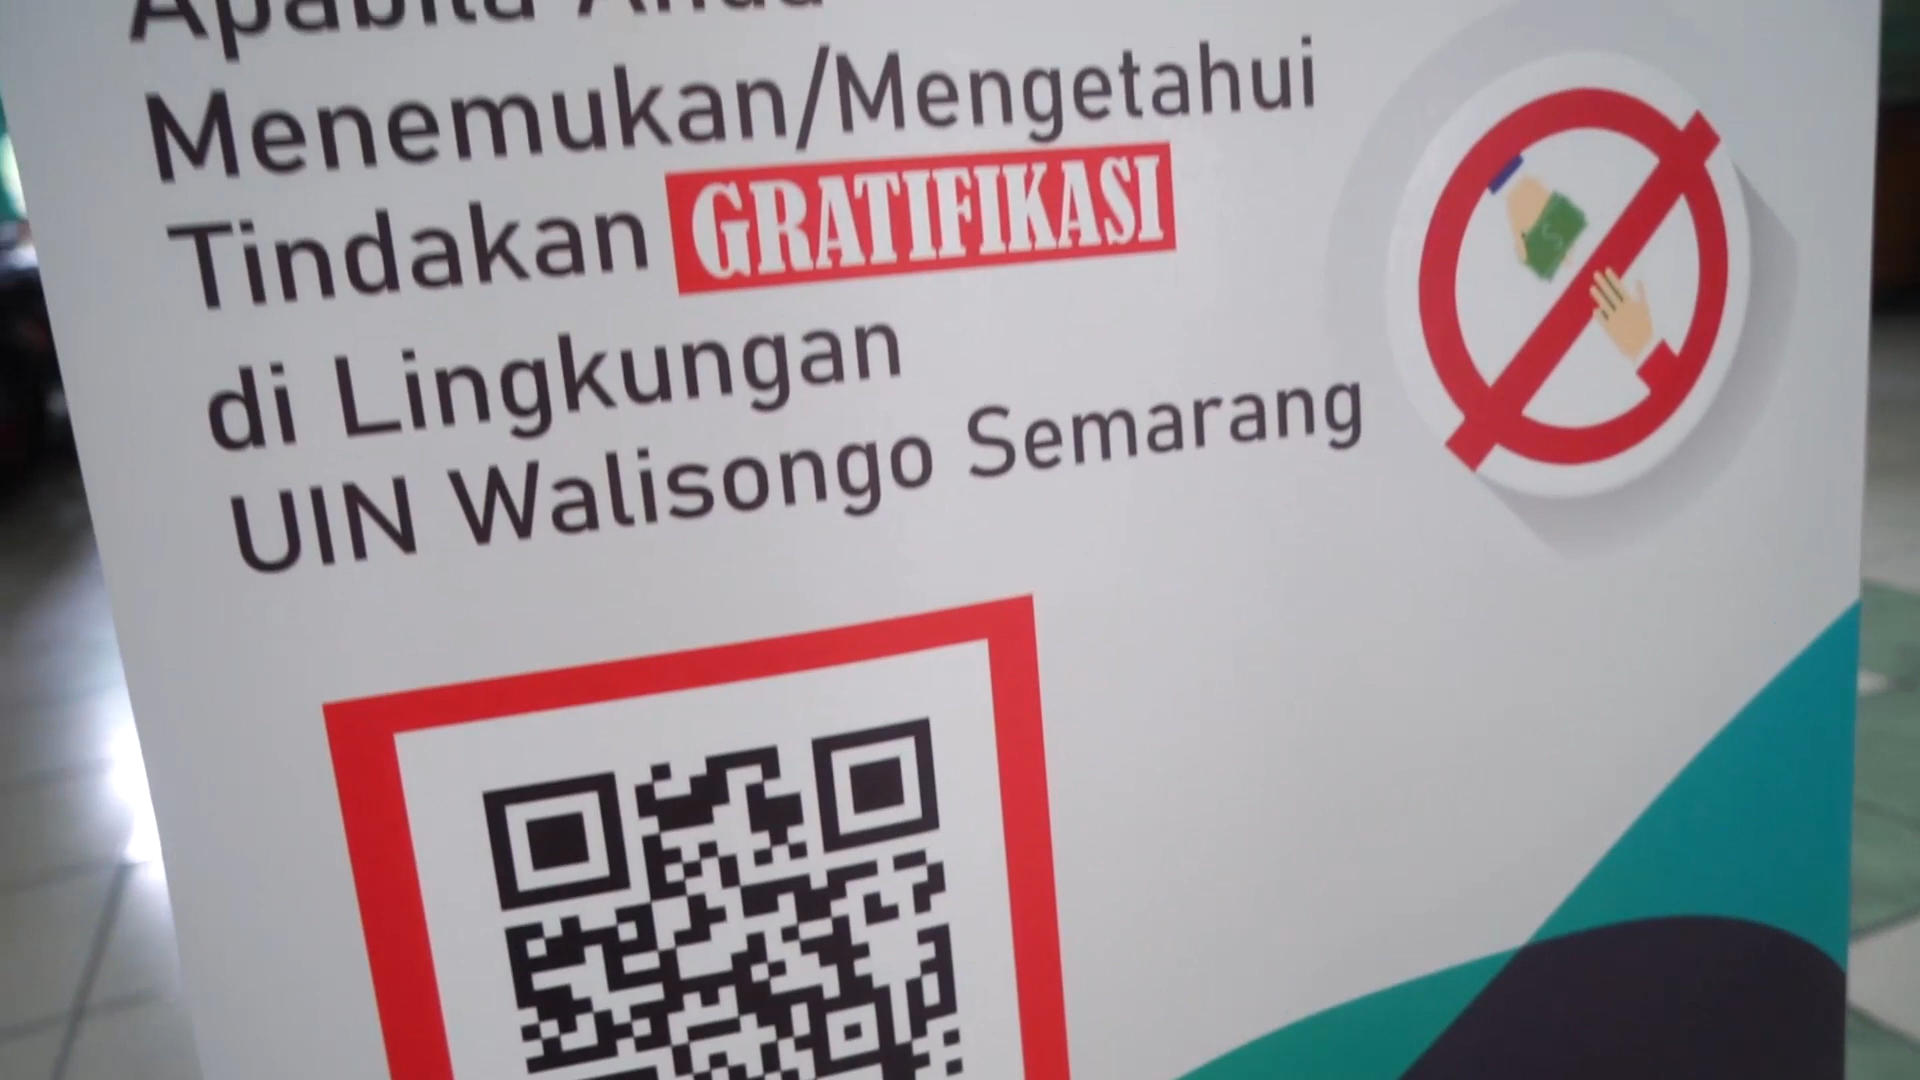 Apabila Anda
Menemukan/Mengetahui
Tindakan GRATIFIKASI
di Lingkungan
UIN Walisongo Semarang